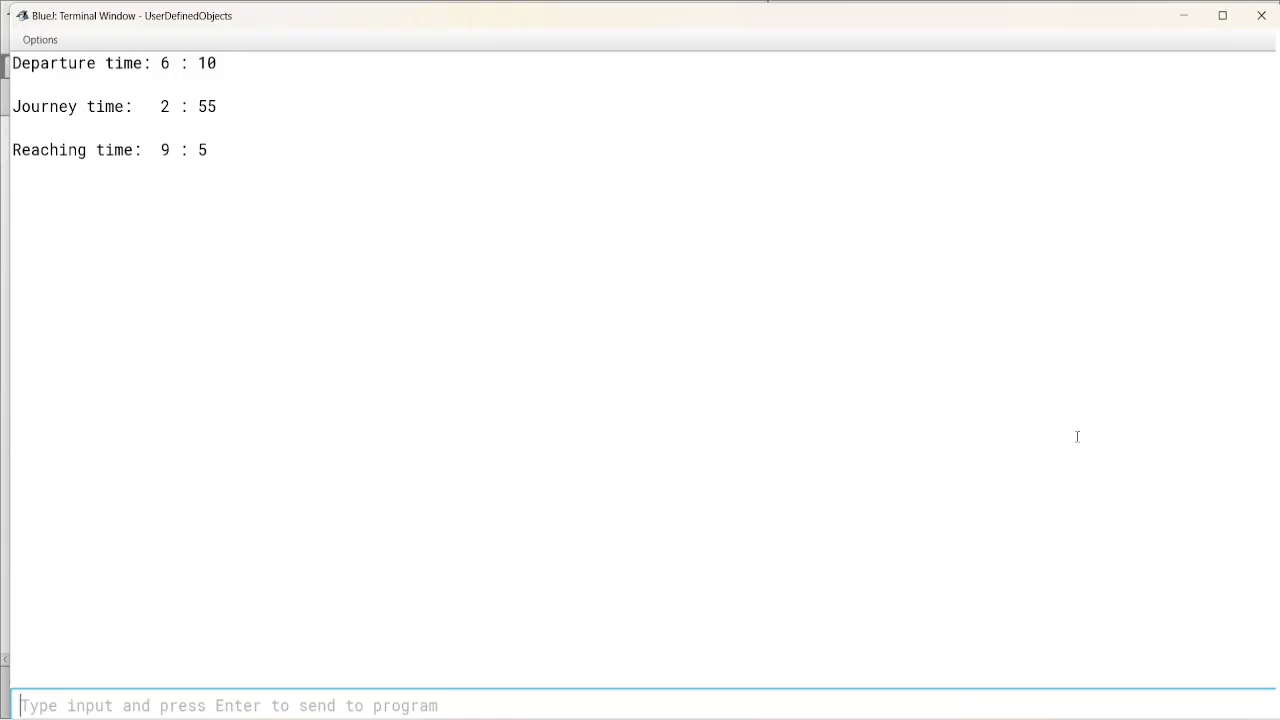 BlueJ: Terminal Window - UserDefinedObjects
Options
Departure time: 6 : 10
Journey time:   2 : 55
Reaching time:  9 : 5
Type input and press Enter to send to program